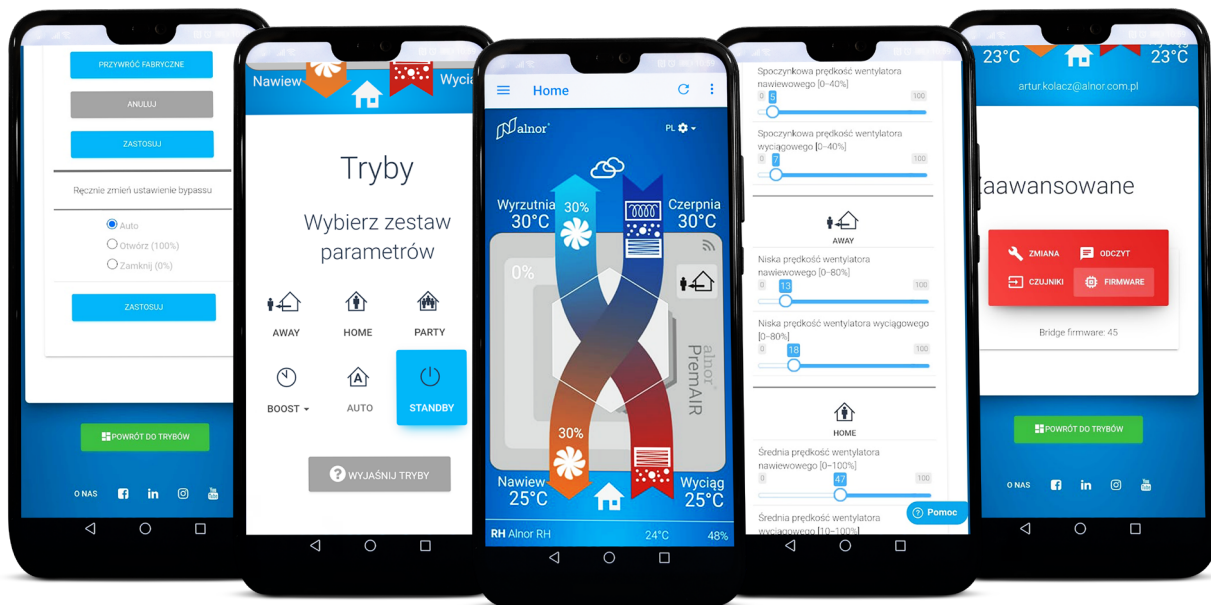 PRZYWRÓĆ FABRYCZNE
ANULUJ
ZASTOSUJ
Ręcznie zmień ustawienie bypassu
Auto
Otwórz (100%)
Zamknij (0%)
ZASTOSUJ
POWRÓT DO TRYBÓW
O NAS
Nawiew
Wycią
Tryby
Wybierz zestaw
parametrów
AWAY
HOME
PARTY
BOOST
AUTO
STANDBY
WYJAŚNIJ TRYBY
Home
alnor
PL
Wyrzutnia
30°C
30%
Czerpnia
30°C
0%
alnor
PremAIR
30%
Nawiew
25°C
Wyciąg
25°C
RH Alnor RH
24°C
48%
Spoczynkowa prędkość wentylatora
nawiewowego [0–40%]
0
5
100
Spoczynkowa prędkość wentylatora
wyciągowego [0–40%]
0
7
100
AWAY
Niska prędkość wentylatora
nawiewowego [0–80%]
0
13
100
Niska prędkość wentylatora wyciągowego
[0–80%]
0
18
100
HOME
Średnia prędkość wentylatora
nawiewowego [0–100%]
0
47
100
Średnia prędkość wentylatora
wyciągowego [10–100%]
Pomoc
23°C
yciąg
23°C
artur.kolacz@alnor.com.pl
Zaawansowane
ZMIANA
ODCZYT
CZUJNIKI
FIRMWARE
Bridge firmware: 45
POWRÓT DO TRYBÓW
O NAS